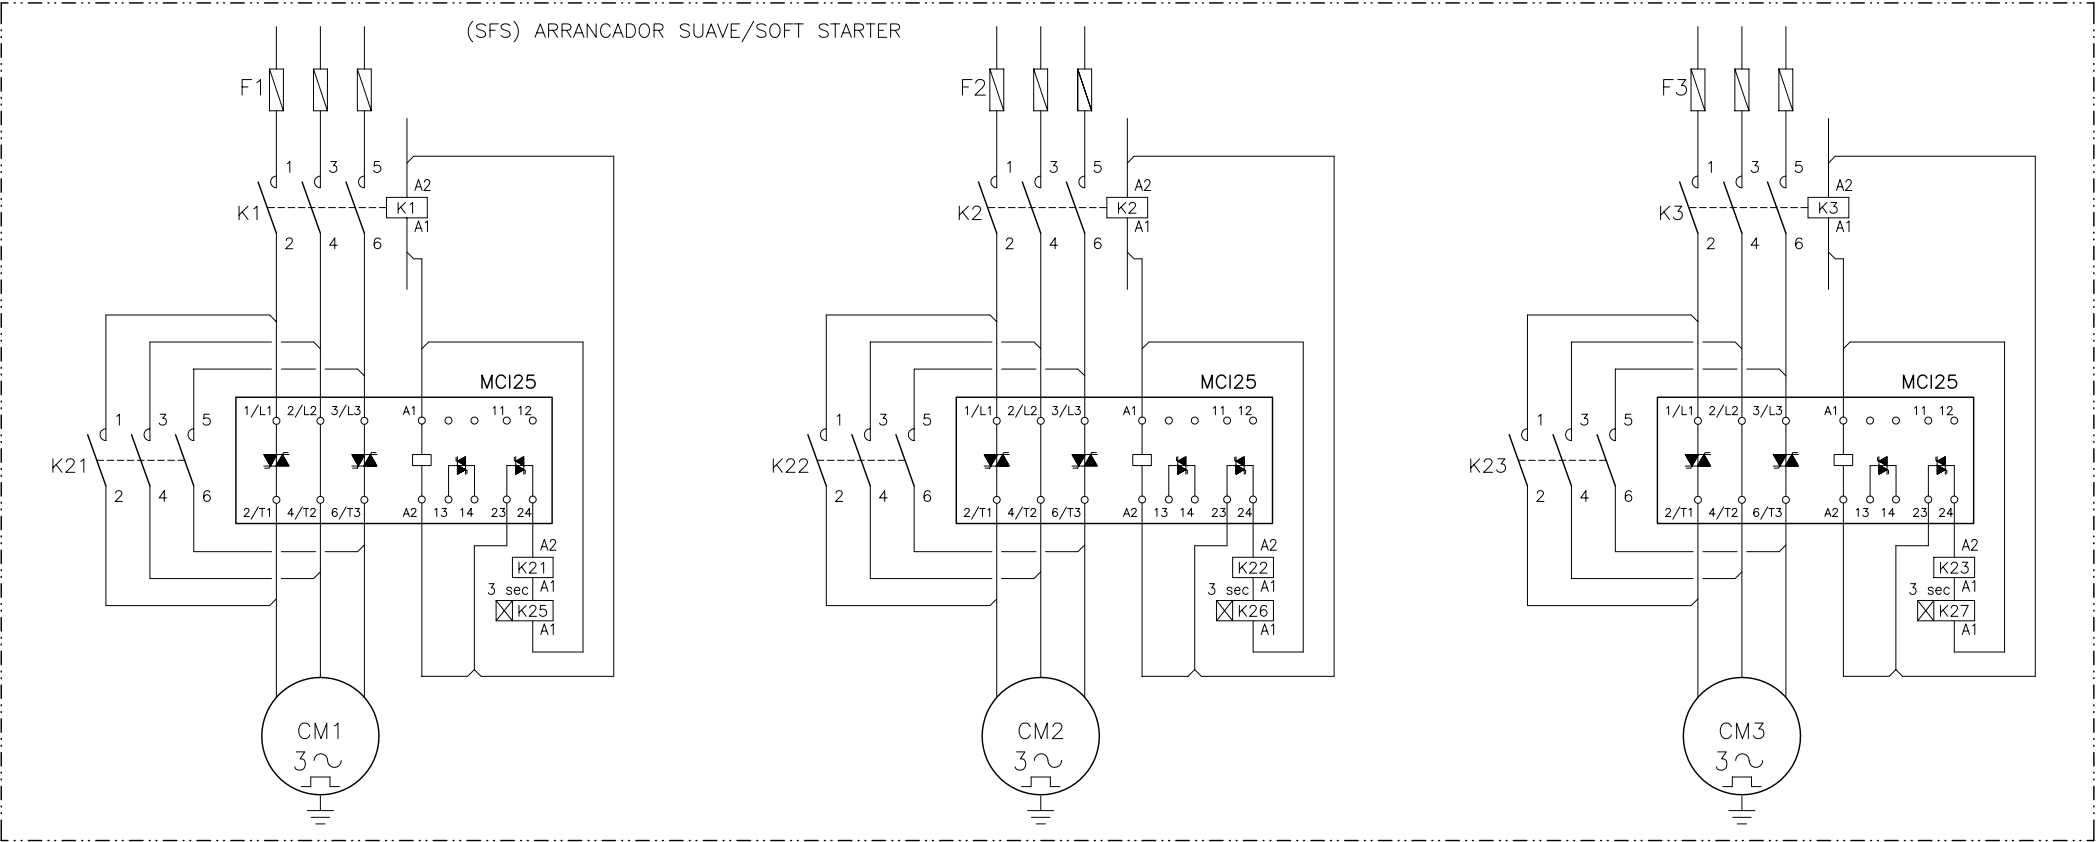 (SFS) ARRANCADOR SUAVE/SOFT STARTER
F1
1 3 5
A2
K1 K1
A1
2 4 6
MCI25
1/L1 2/L2 3/L3 A1 11 12
1 3 5
K21
2 4 6
2/T1 4/T2 6/T3 A2 13 14 23 24
A2
K21
3 sec A1
K25
A1
CM1
3
F2
1 3 5
A2
K2 K2
A1
2 4 6
MCI25
1/L1 2/L2 3/L3 A1 11 12
1 3 5
K22
2 4 6
2/T1 4/T2 6/T3 A2 13 14 23 24
A2
K22
3 sec A1
K26
A1
CM2
3
F3
1 3 5
A2
K3 K3
A1
2 4 6
MCI25
1/L1 2/L2 3/L3 A1 11 12
1 3 5
K23
2 4 6
2/T1 4/T2 6/T3 A2 13 14 23 24
A2
K23
3 sec A1
K27
A1
CM3
3